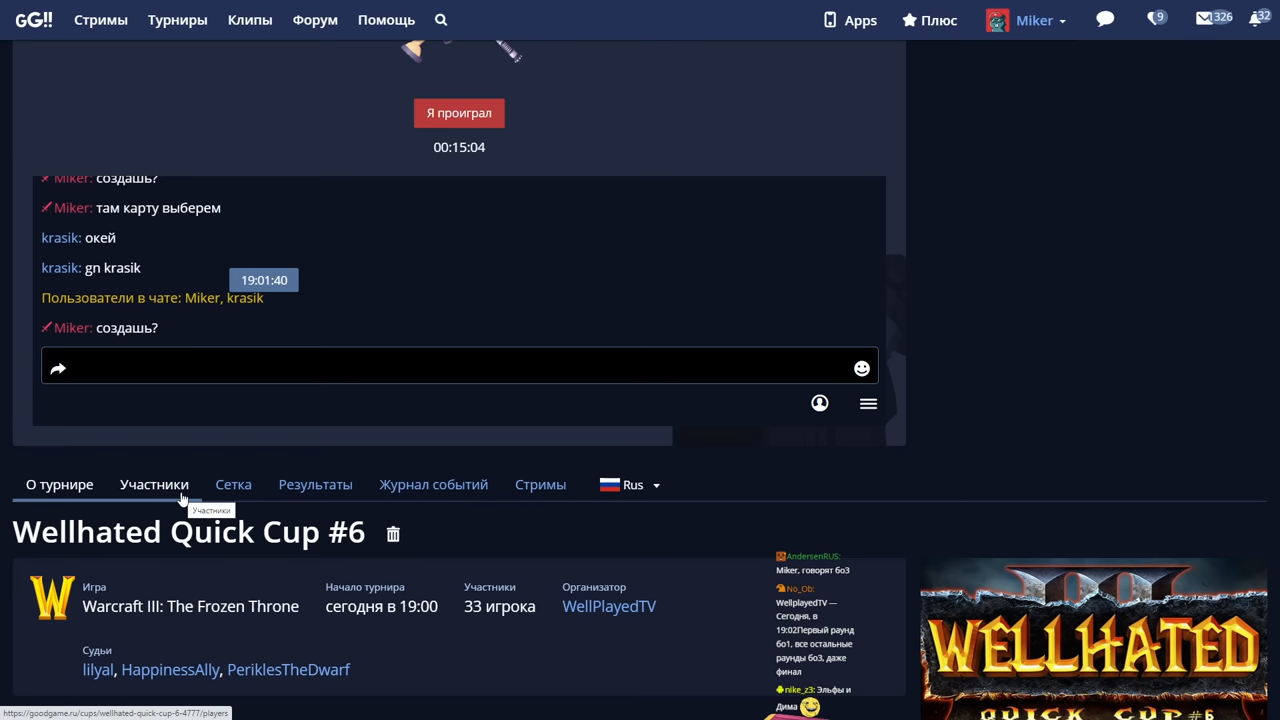 GG!! Стримы Турниры Клипы Форум Помощь Apps Плюс Miker 9 1326 32
Я проиграл
00:15:04
Miker: создашь?
Miker: там карту выберем
krasik: окей
krasik: gn krasik
19:01:40
Пользователи в чате: Miker, krasik
Miker: создашь?
О турнире Участники Сетка Результаты Журнал событий Стримы Rus
Участники
Wellhated Quick Cup #6
Игра
Warcraft III: The Frozen Throne
Начало турнира
сегодня в 19:00
Участники
33 игрока
Организатор
WellPlayedTV
Судьи
lilyal, HappinessAlly, PeriklesTheDwarf
AndersenRUS:
Miker, говорят бо3
No_Ob:
WellplayedTV —
Сегодня, в
19:02Первый раунд
бо1, все остальные
раунды бо3, даже
финал
nike_z3: Эльфы и
Дима
WELLHATED
QUICK CUP #6
https://goodgame.ru/cups/wellhated-quick-cup-6-4777/players